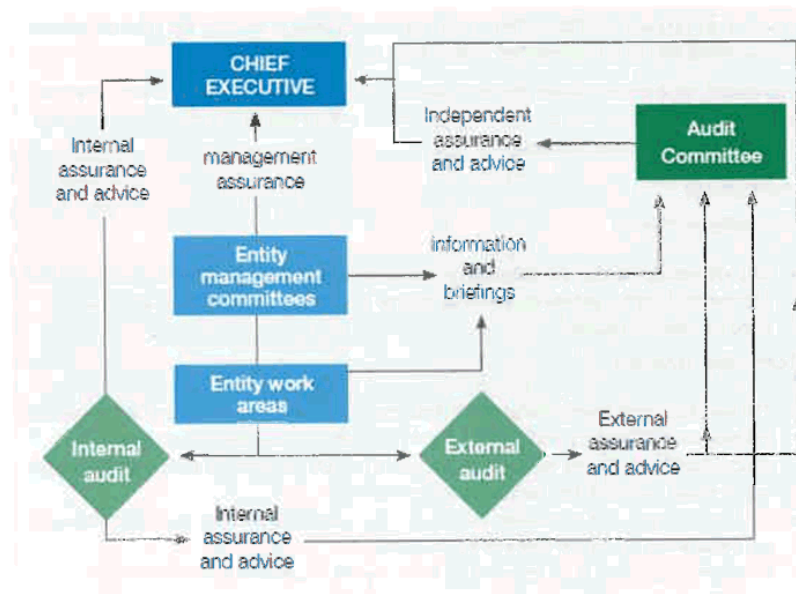 CHIEF
EXECUTIVE
Internal
assurance
and advice
management
assurance
Independent
assurance
and advice
Audit
Committee
Entity
management
committees
information
and
briefings
Entity work
areas
Internal
audit
External
audit
External
assurance
and advice
Internal
assurance
and advice